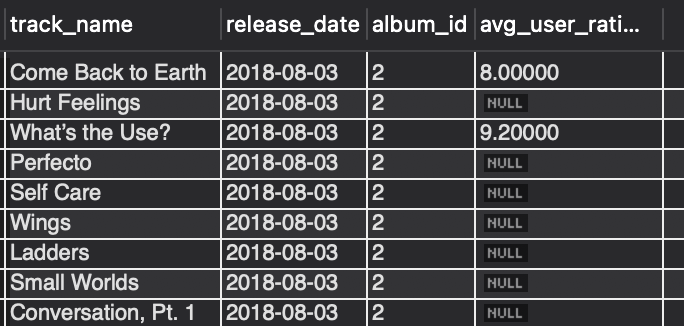 track_name release_date album_id avg_user_rati...
Come Back to Earth 2018-08-03 2 8.00000
Hurt Feelings 2018-08-03 2 NULL
What’s the Use? 2018-08-03 2 9.20000
Perfecto 2018-08-03 2 NULL
Self Care 2018-08-03 2 NULL
Wings 2018-08-03 2 NULL
Ladders 2018-08-03 2 NULL
Small Worlds 2018-08-03 2 NULL
Conversation, Pt. 1 2018-08-03 2 NULL